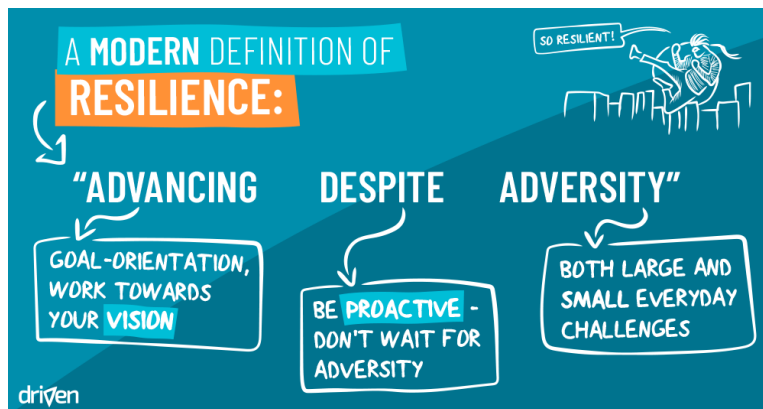 A MODERN DEFINITION OF
RESILIENCE:
SO RESILIENT!
“ADVANCING DESPITE ADVERSITY”
GOAL-ORIENTATION,
WORK TOWARDS
YOUR VISION
BE PROACTIVE -
DON'T WAIT FOR
ADVERSITY
BOTH LARGE AND
SMALL EVERYDAY
CHALLENGES
driven